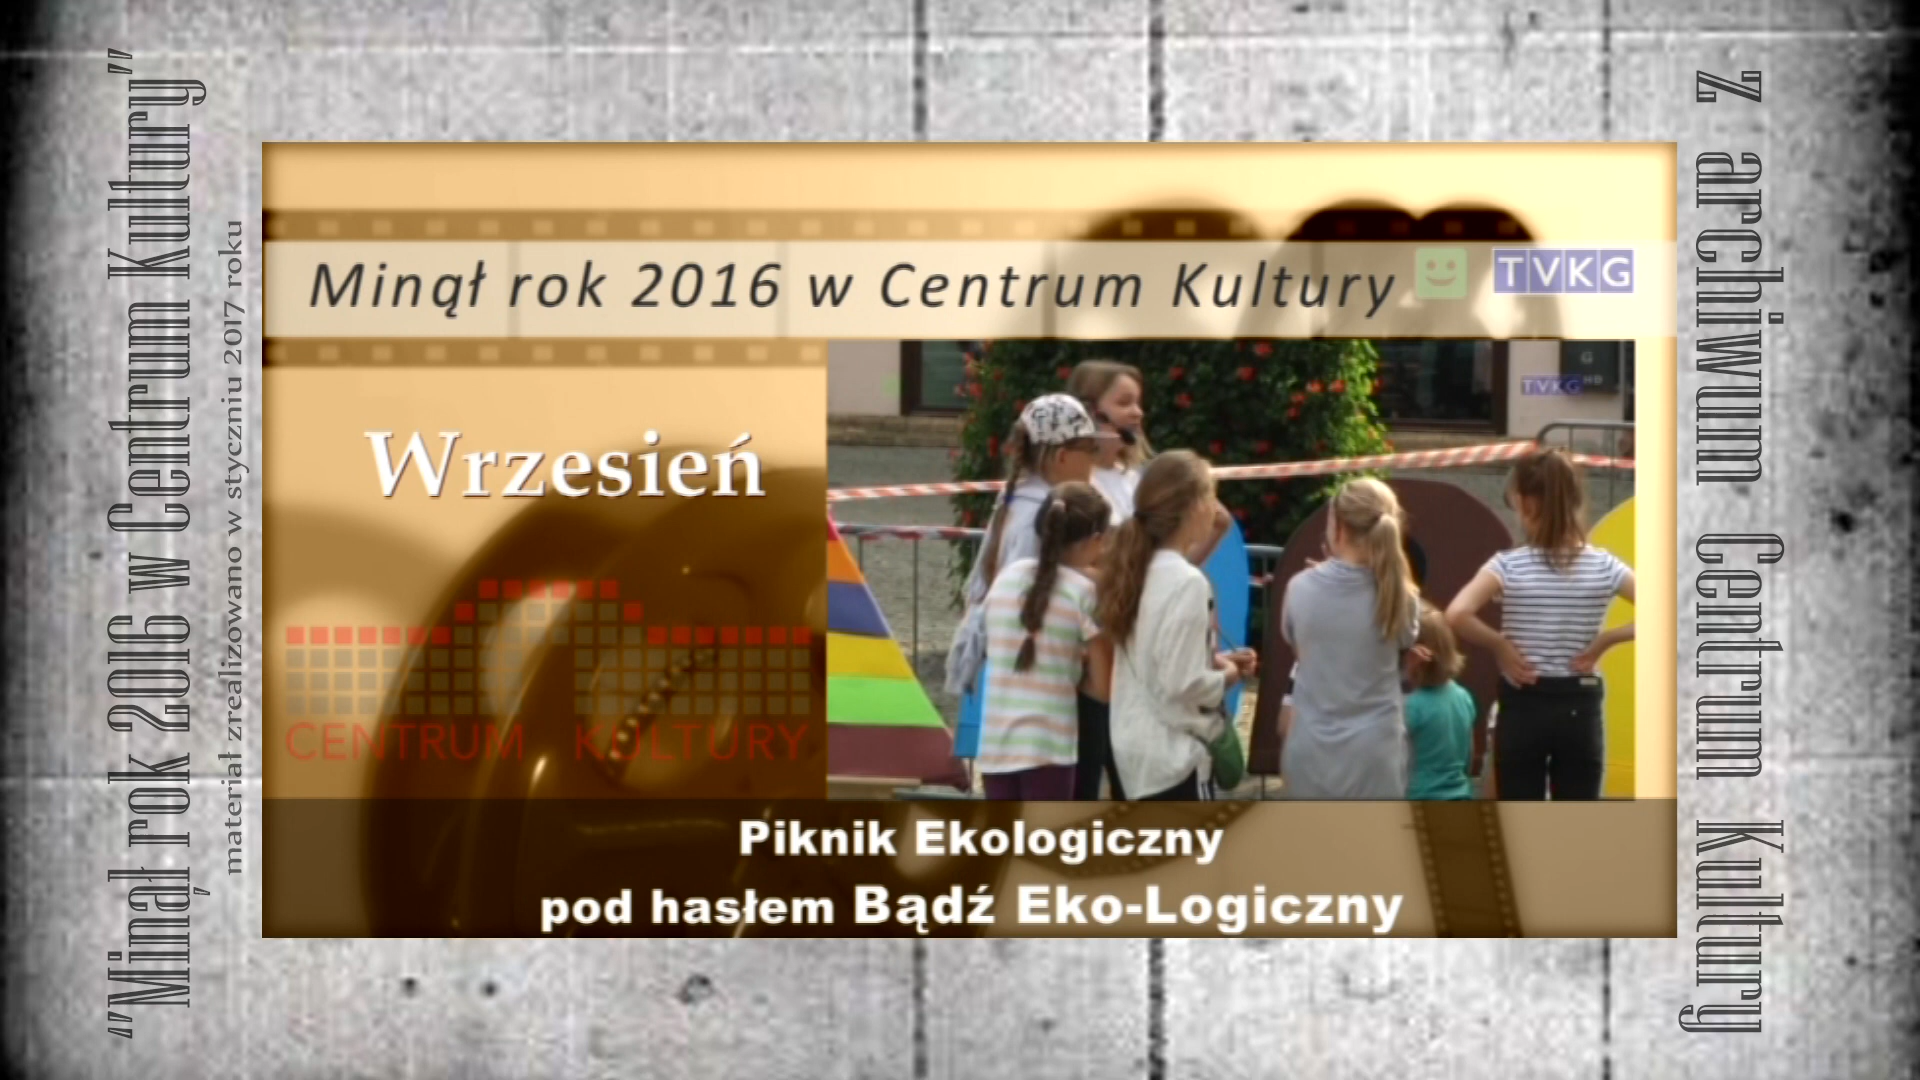 "Minął rok 2016 w Centrum Kultury"
materiał zrealizowano w styczniu 2017 roku
Minął rok 2016 w Centrum Kultury
TVKG
TVKG HD
Wrzesień
CENTRUM KULTURY
Piknik Ekologiczny
pod hasłem Bądź Eko-Logiczny
Z archiwum Centrum Kultury